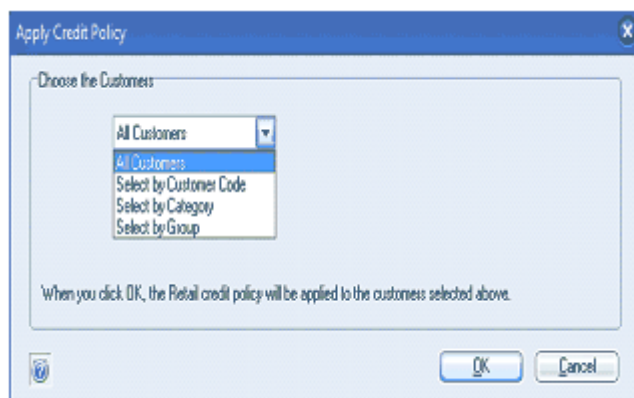 Apply Credit Policy
Choose the Customers
All Customers
All Customers
Select by Customer Code
Select by Category
Select by Group
When you click OK, the Retail credit policy will be applied to the customers selected above.
OK
Cancel